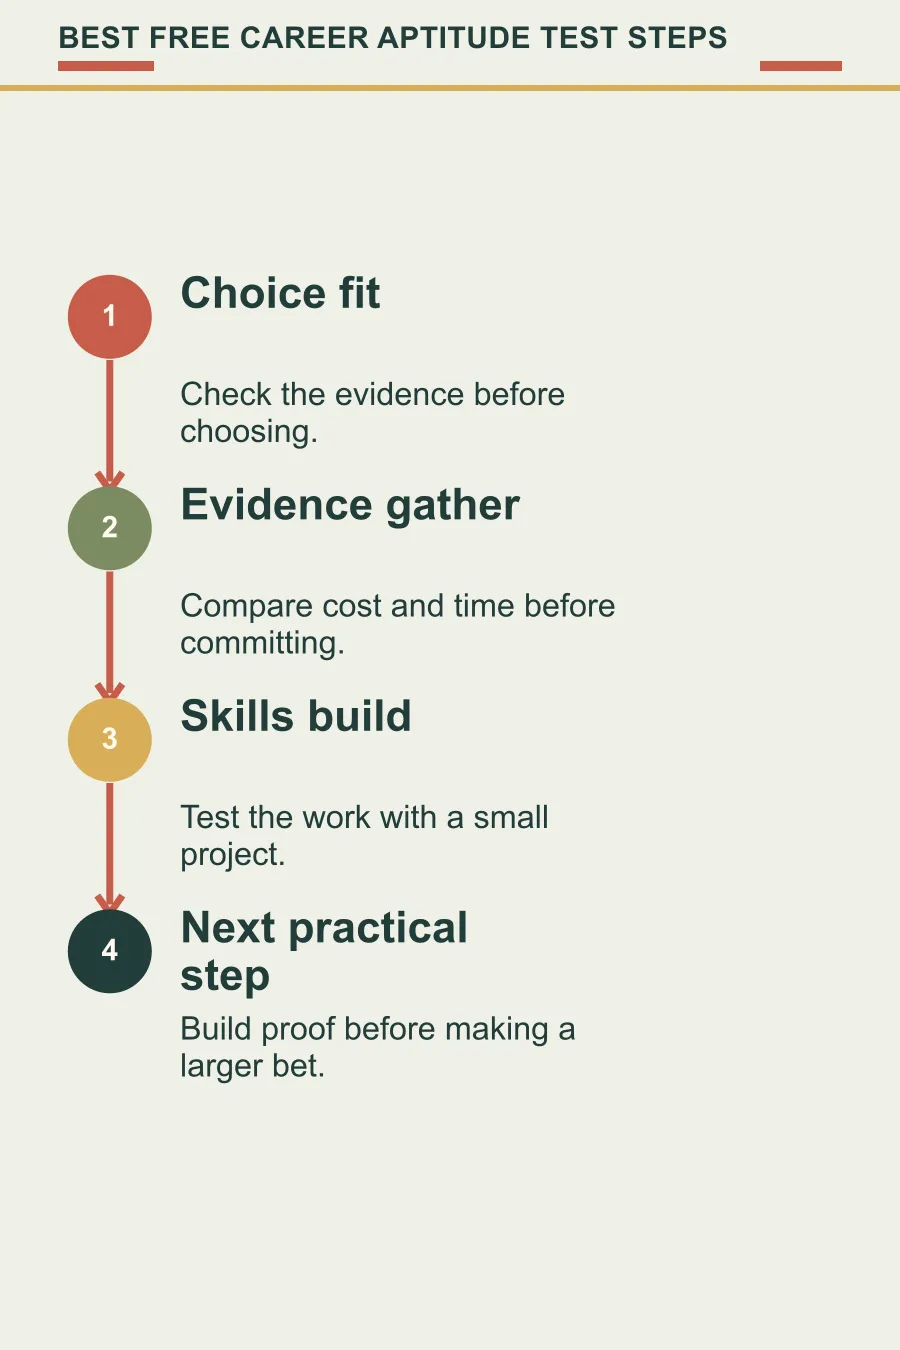 BEST FREE CAREER APTITUDE TEST STEPS
1
Choice fit
Check the evidence before
choosing.
2
Evidence gather
Compare cost and time before
committing.
3
Skills build
Test the work with a small
project.
4
Next practical
step
Build proof before making a
larger bet.